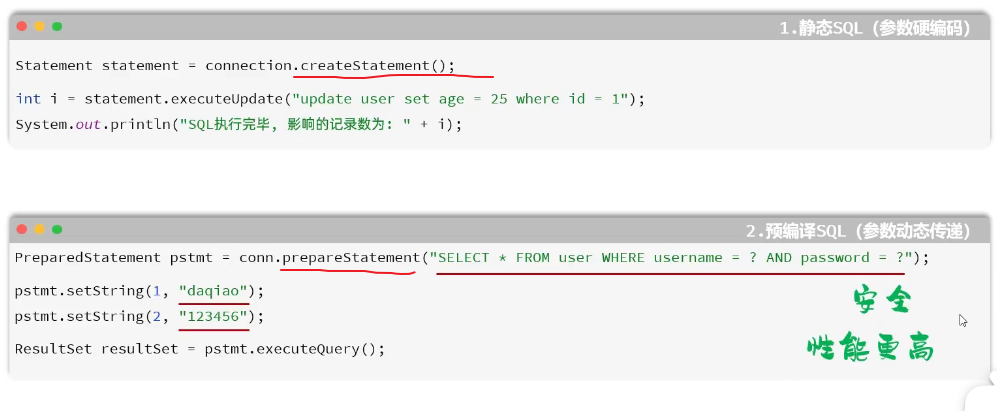 1.静态SQL（参数硬编码）
Statement statement = connection.createStatement();
int i = statement.executeUpdate("update user set age = 25 where id = 1");
System.out.println("SQL执行完毕, 影响的记录数为: " + i);
2.预编译SQL（参数动态传递）
PreparedStatement pstmt = conn.prepareStatement("SELECT * FROM user WHERE username = ? AND password = ?");
pstmt.setString(1, "daqiao");
pstmt.setString(2, "123456");
安全
ResultSet resultSet = pstmt.executeQuery();
性能更高